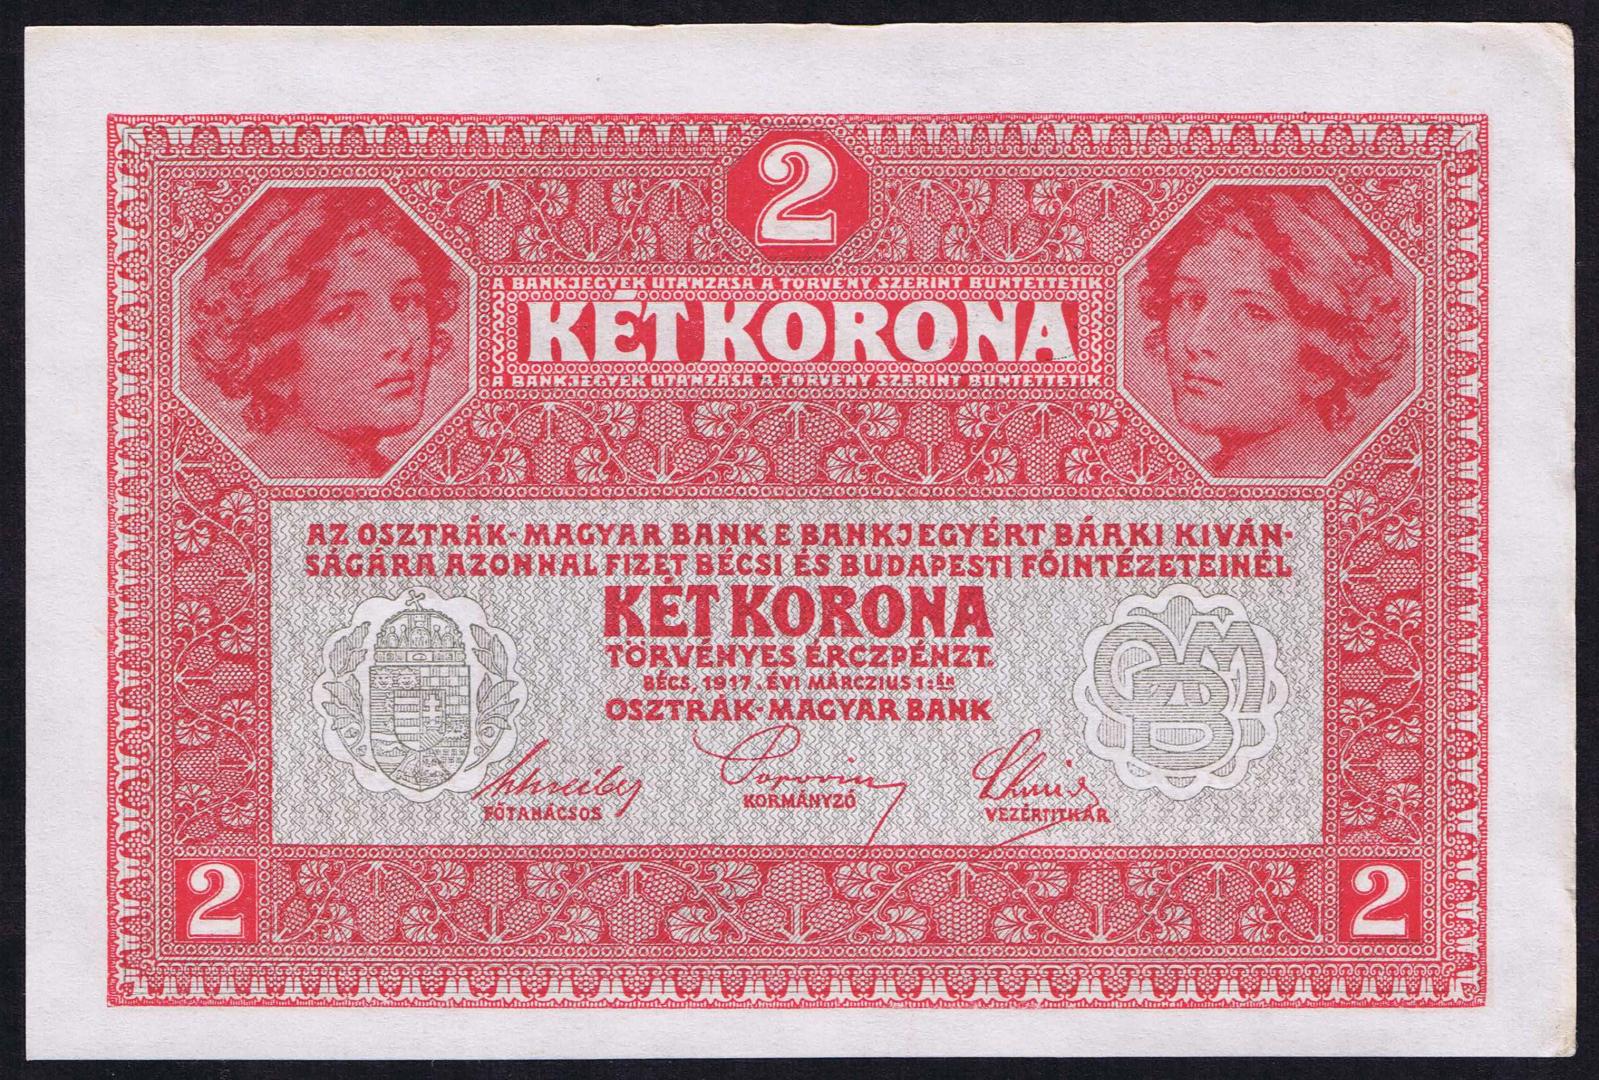 2
A BANKJEGYEK UTÁNZÁSA A TÖRVÉNY SZERINT BÜNTETTETIK
KÉT KORONA
A BANKJEGYEK UTÁNZÁSA A TÖRVÉNY SZERINT BÜNTETTETIK
AZ OSZTRÁK-MAGYAR BANK E BANKJEGYÉRT BÁRKI KIVÁN-
SÁGÁRA AZONNAL FIZET BÉCSI ÉS BUDAPESTI FŐINTÉZETEINÉL
KÉT KORONA
TÖRVÉNYES ÉRCZPÉNZT.
BÉCS, 1917. ÉVI MÁRCZIUS 1:ÉN
OSZTRÁK-MAGYAR BANK
FŐTANÁCSOS KORMÁNYZÓ VEZÉRTITKÁR
2 2